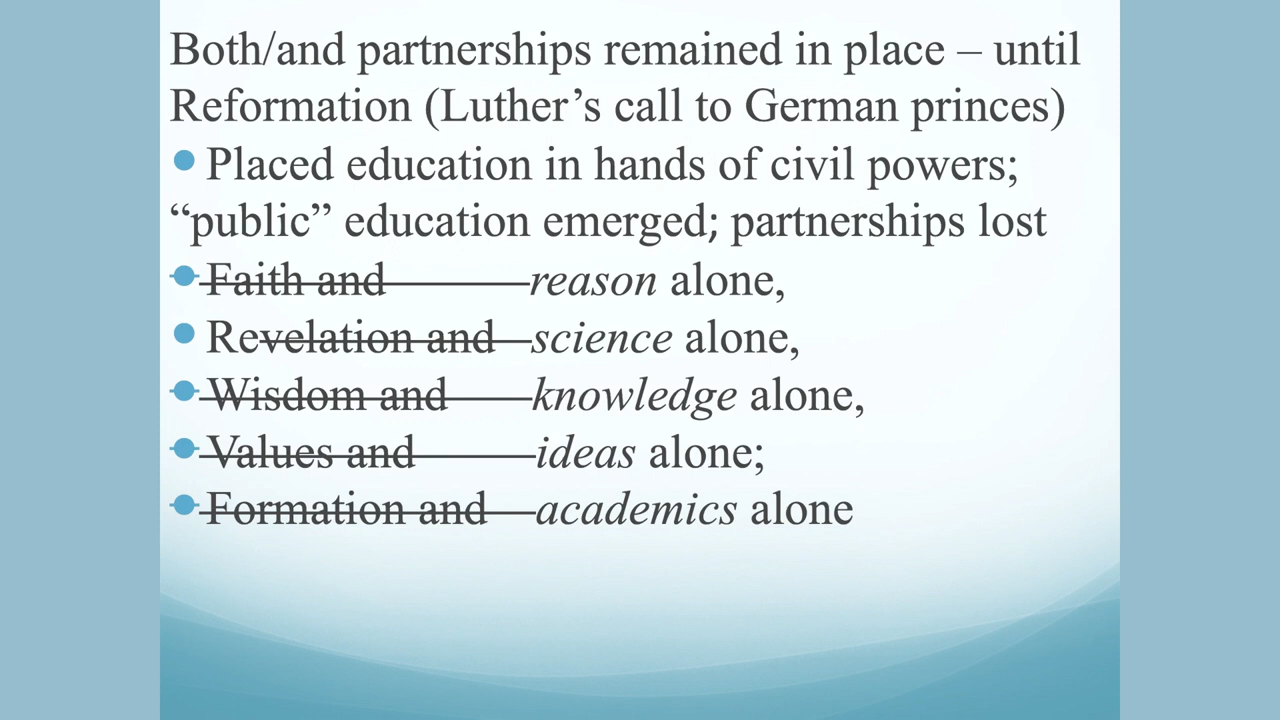 Both/and partnerships remained in place – until
Reformation (Luther’s call to German princes)
• Placed education in hands of civil powers;
“public” education emerged; partnerships lost
• Faith and reason alone,
• Revelation and science alone,
• Wisdom and knowledge alone,
• Values and ideas alone;
• Formation and academics alone